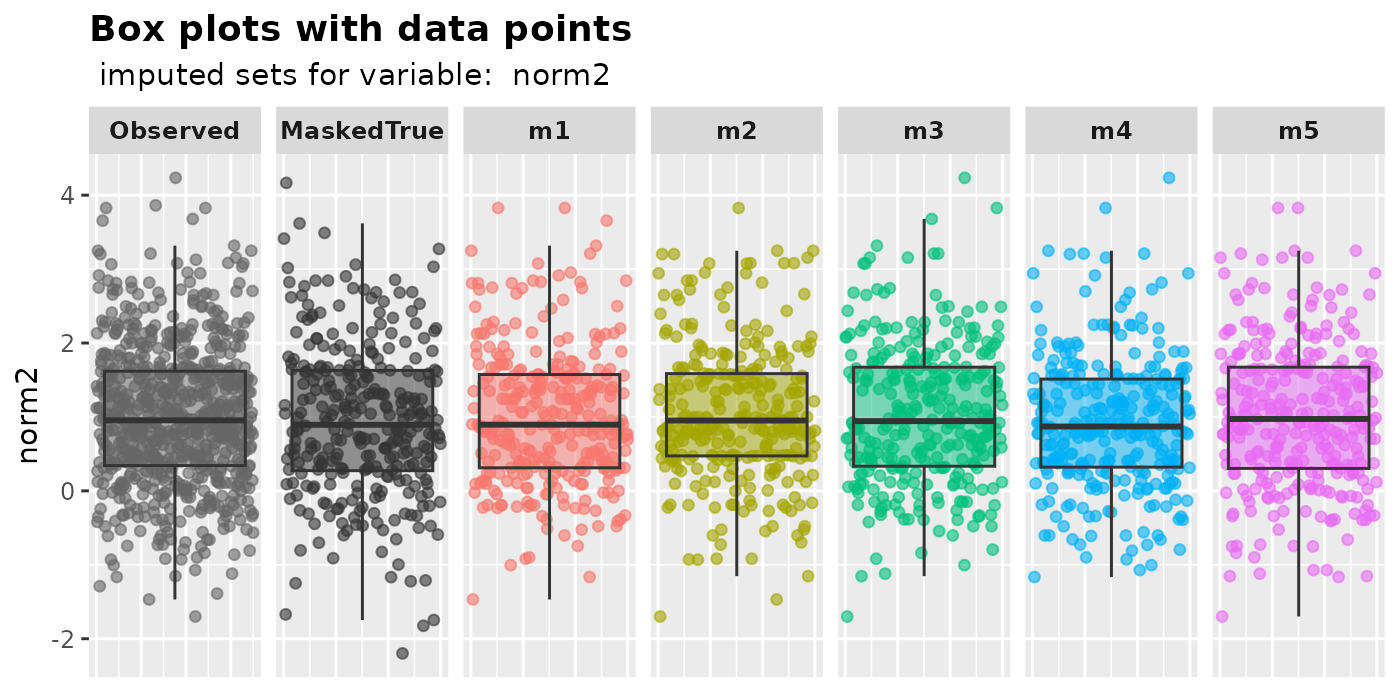 Box plots with data points
imputed sets for variable:  norm2
Observed MaskedTrue m1 m2 m3 m4 m5
4
2
0
-2
norm2